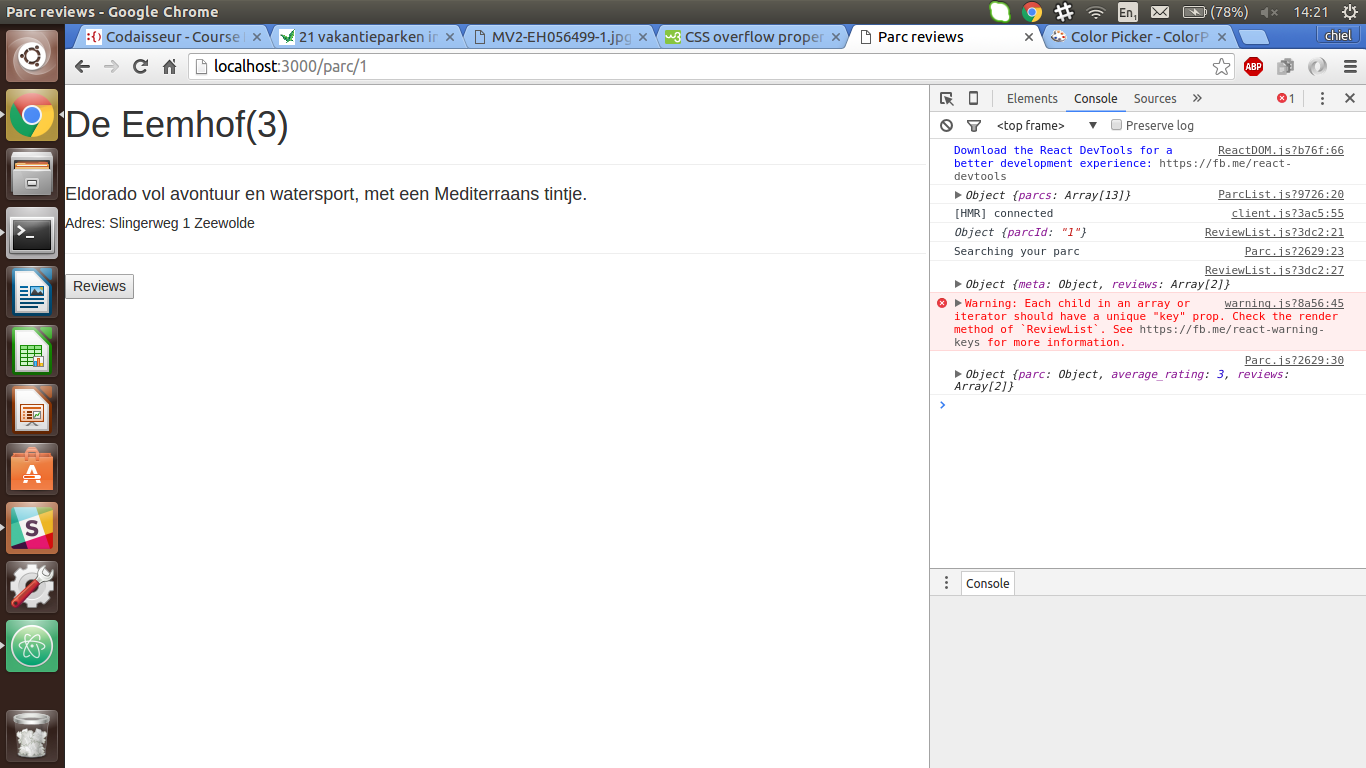 Parc reviews - Google Chrome
En1
(78%)
14:21
Codaisseur - Course
21 vakantieparken in
MV2-EH056499-1.jpg
CSS overflow proper
Parc reviews
Color Picker - ColorP
chiel
localhost:3000/parc/1
ABP
De Eemhof(3)
Eldorado vol avontuur en watersport, met een Mediterraans tintje.
Adres: Slingerweg 1 Zeewolde
Reviews
Elements Console Sources » 1
<top frame> ▼ Preserve log
Download the React DevTools for a ReactDOM.js?b76f:66
better development experience: https://fb.me/react-
devtools
Object {parcs: Array[13]} ParcList.js?9726:20
[HMR] connected client.js?3ac5:55
Object {parcId: "1"} ReviewList.js?3dc2:21
Searching your parc Parc.js?2629:23
ReviewList.js?3dc2:27
Object {meta: Object, reviews: Array[2]}
Warning: Each child in an array or warning.js?8a56:45
iterator should have a unique "key" prop. Check the render
method of `ReviewList`. See https://fb.me/react-warning-
keys for more information.
Parc.js?2629:30
Object {parc: Object, average_rating: 3, reviews:
Array[2]}
Console